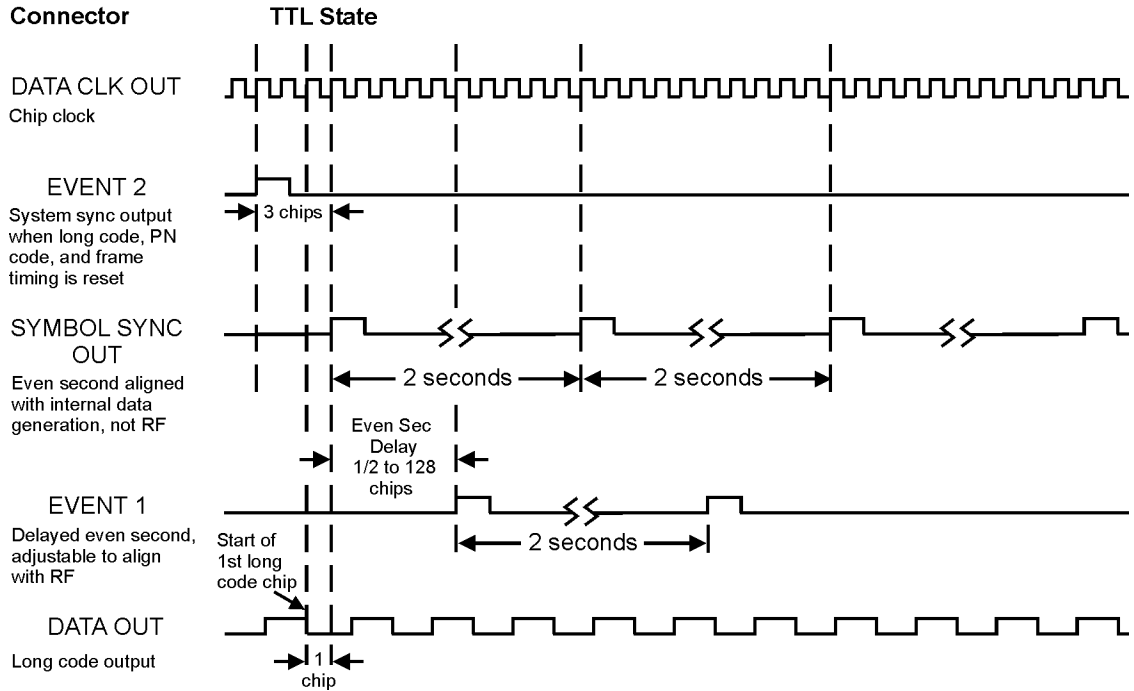 Connector TTL State
DATA CLK OUT
Chip clock
EVENT 2
System sync output
when long code, PN
code, and frame
timing is reset
3 chips
SYMBOL SYNC
OUT
Even second aligned
with internal data
generation, not RF
2 seconds
2 seconds
Even Sec
Delay
1/2 to 128
chips
EVENT 1
Delayed even second,
adjustable to align
with RF
2 seconds
Start of
1st long
code chip
DATA OUT
Long code output
1
chip